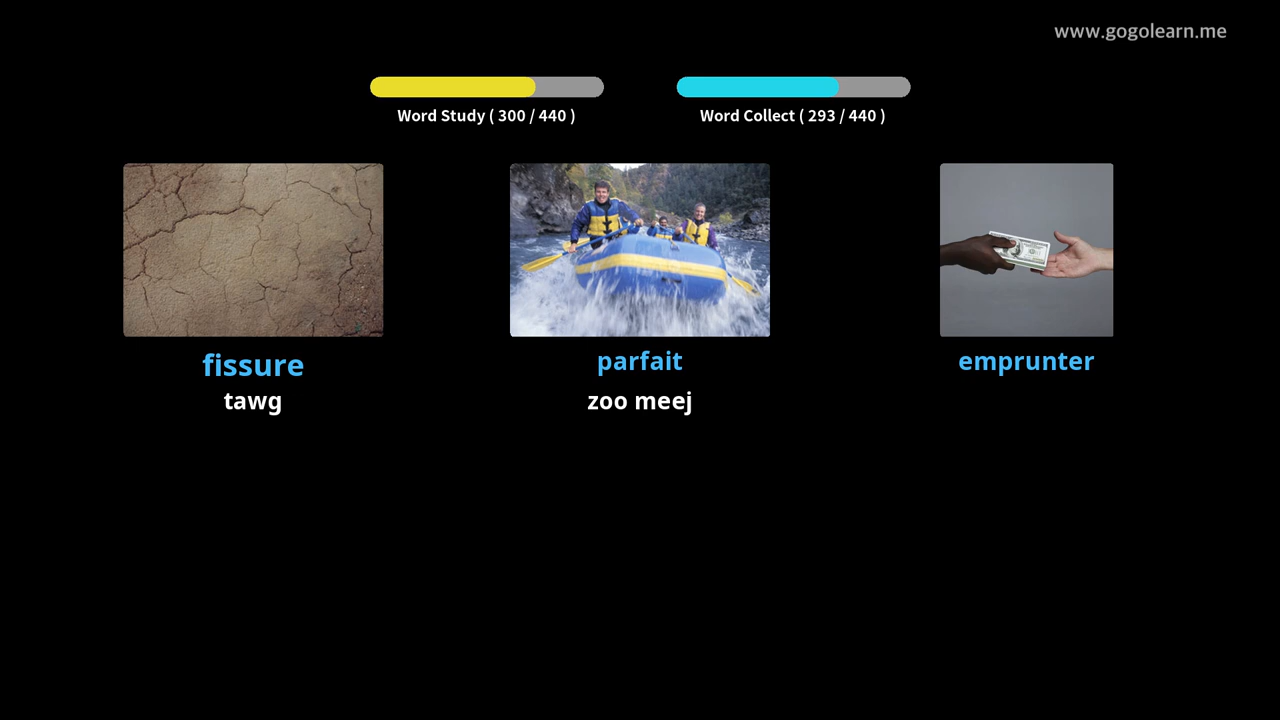 www.gogolearn.me
Word Study ( 300 / 440 )
Word Collect ( 293 / 440 )
fissure
tawg
parfait
zoo meej
emprunter